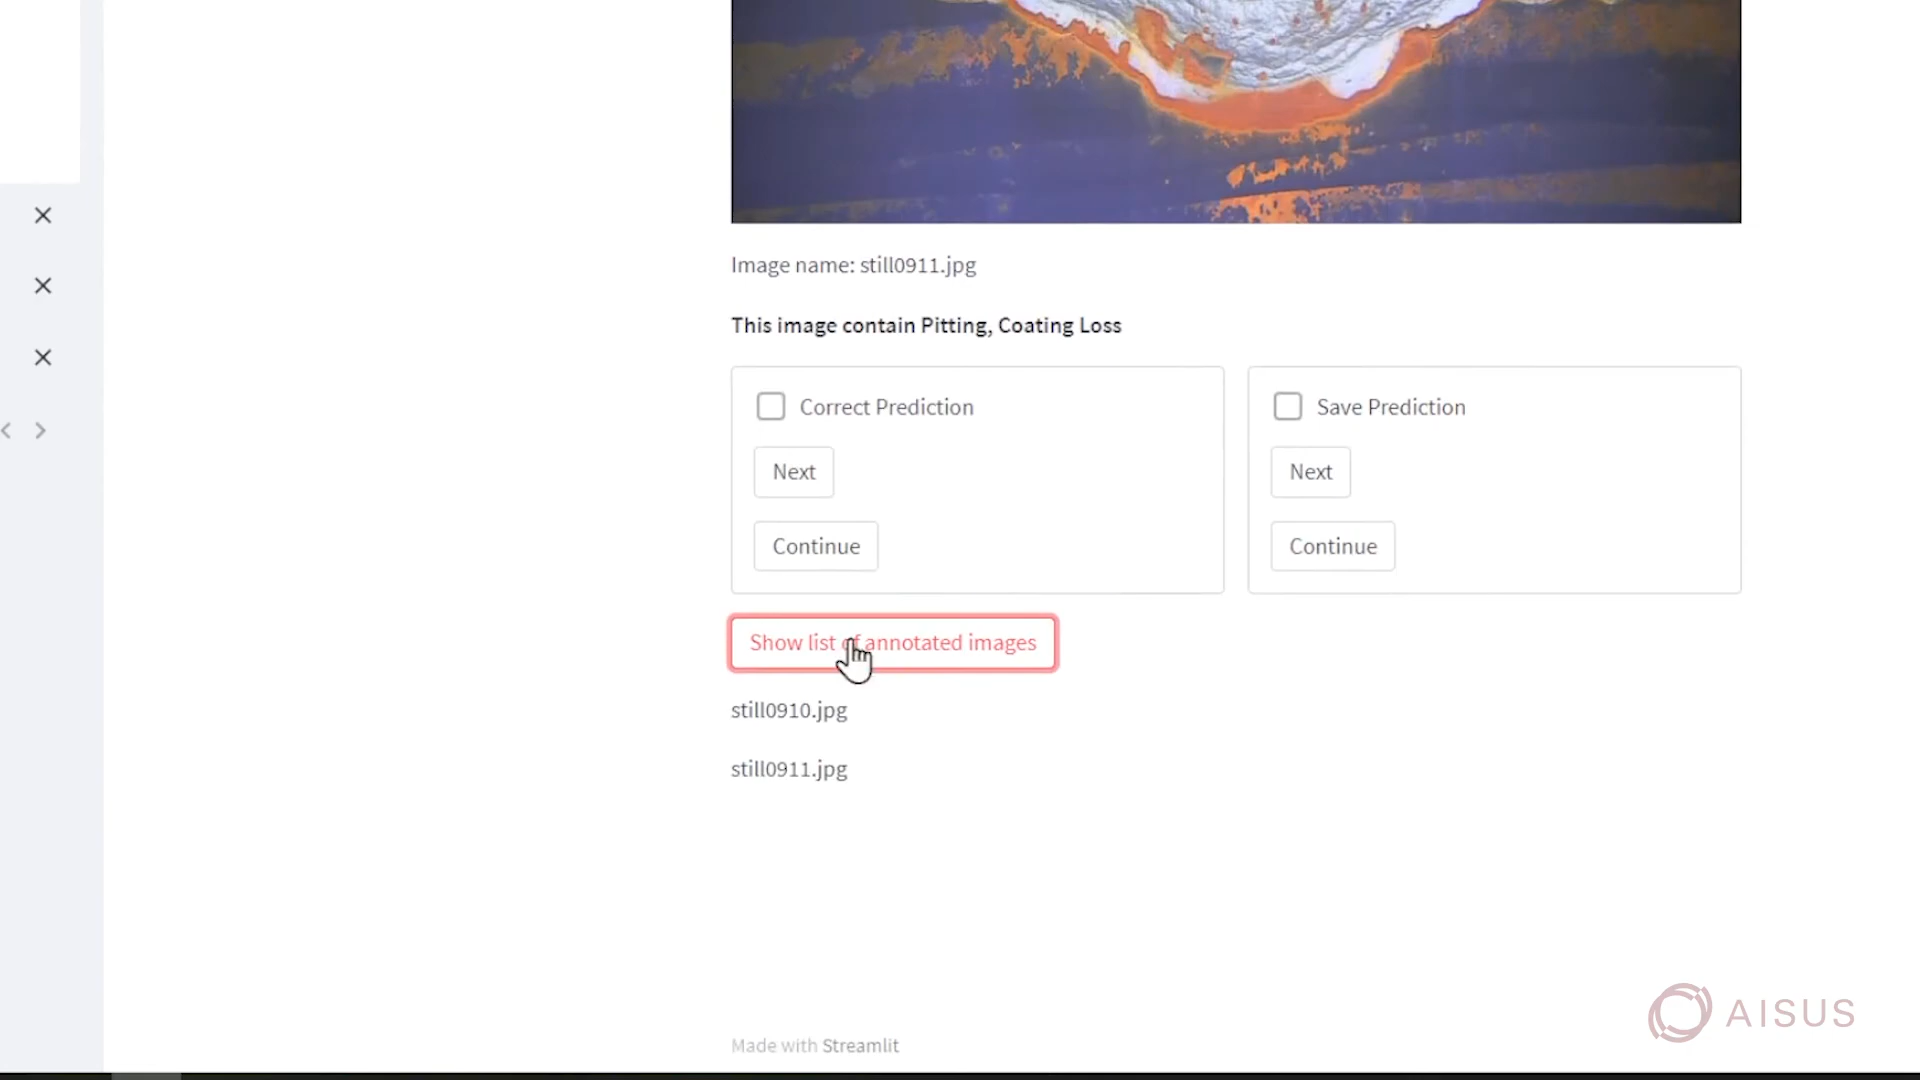 Image name: still0911.jpg
This image contain Pitting, Coating Loss
Correct Prediction
Next
Continue
Save Prediction
Next
Continue
Show list of annotated images
still0910.jpg
still0911.jpg
Made with Streamlit
AISUS